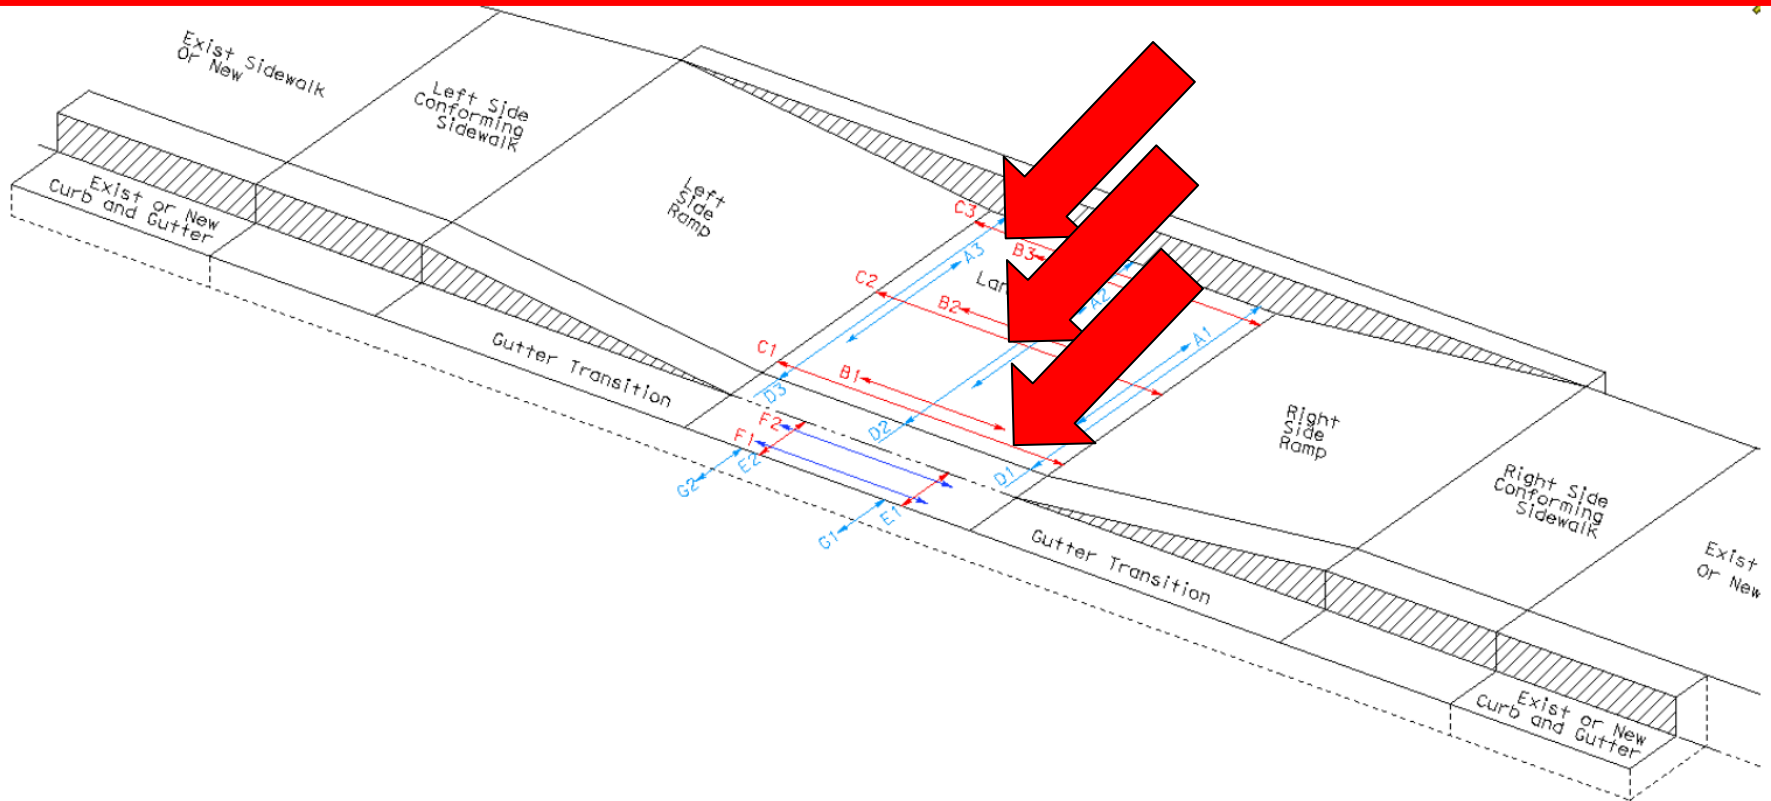 Exist Sidewalk
Or New
Left Side
Conforming
Sidewalk
Exist or New
Curb and Gutter
Left
Side
Ramp
C3
B3
A3
C2
B2
A2
A1
C1
B1
D3
D2
D1
Gutter Transition
F2
F1
E2
G2
E1
G1
Right
Side
Ramp
Gutter Transition
Right Side
Conforming
Sidewalk
Exist
Or New
Exist or New
Curb and Gutter